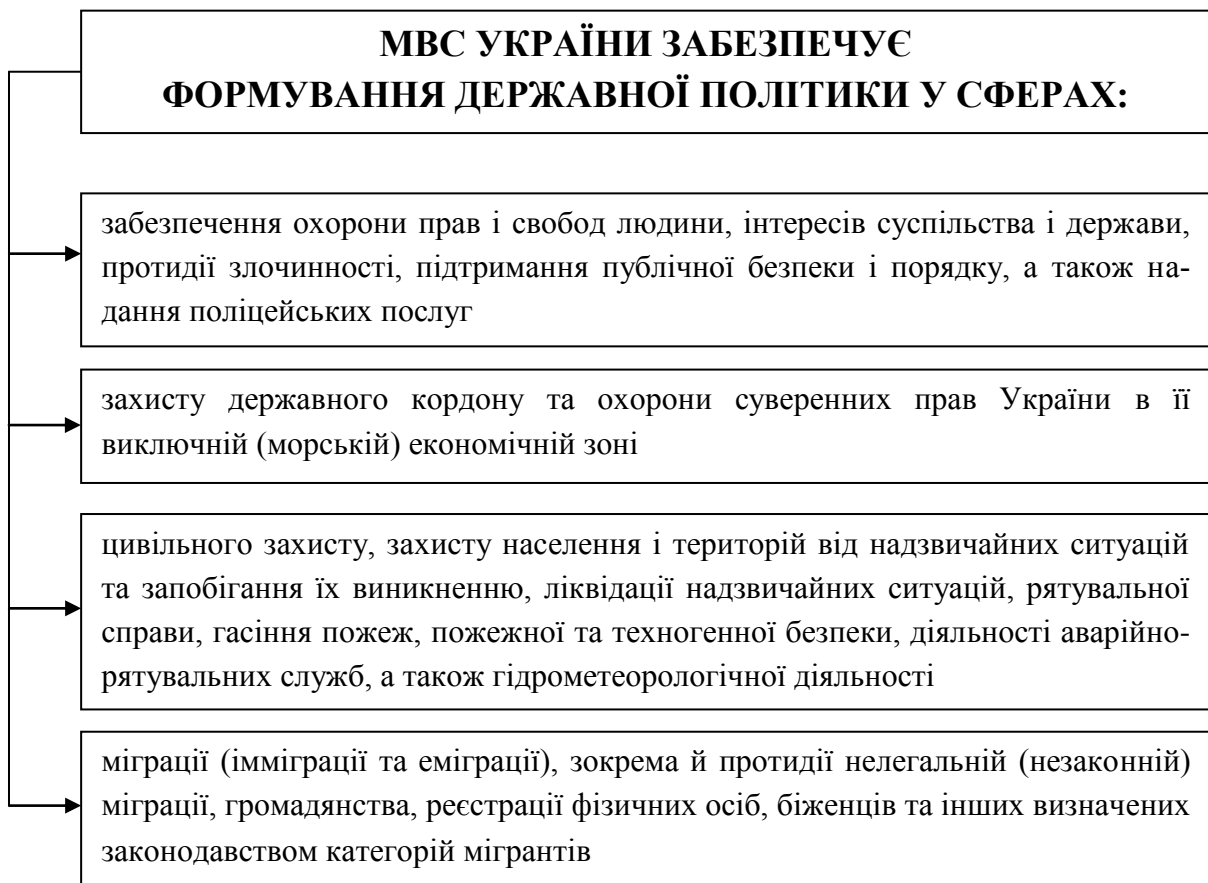 МВС УКРАЇНИ ЗАБЕЗПЕЧУЄ
ФОРМУВАННЯ ДЕРЖАВНОЇ ПОЛІТИКИ У СФЕРАХ:
забезпечення охорони прав і свобод людини, інтересів суспільства і держави,
протидії злочинності, підтримання публічної безпеки і порядку, а також на-
дання поліцейських послуг
захисту державного кордону та охорони суверенних прав України в її
виключній (морській) економічній зоні
цивільного захисту, захисту населення і територій від надзвичайних ситуацій
та запобігання їх виникненню, ліквідації надзвичайних ситуацій, рятувальної
справи, гасіння пожеж, пожежної та техногенної безпеки, діяльності аварійно-
рятувальних служб, а також гідрометеорологічної діяльності
міграції (імміграції та еміграції), зокрема й протидії нелегальній (незаконній)
міграції, громадянства, реєстрації фізичних осіб, біженців та інших визначених
законодавством категорій мігрантів